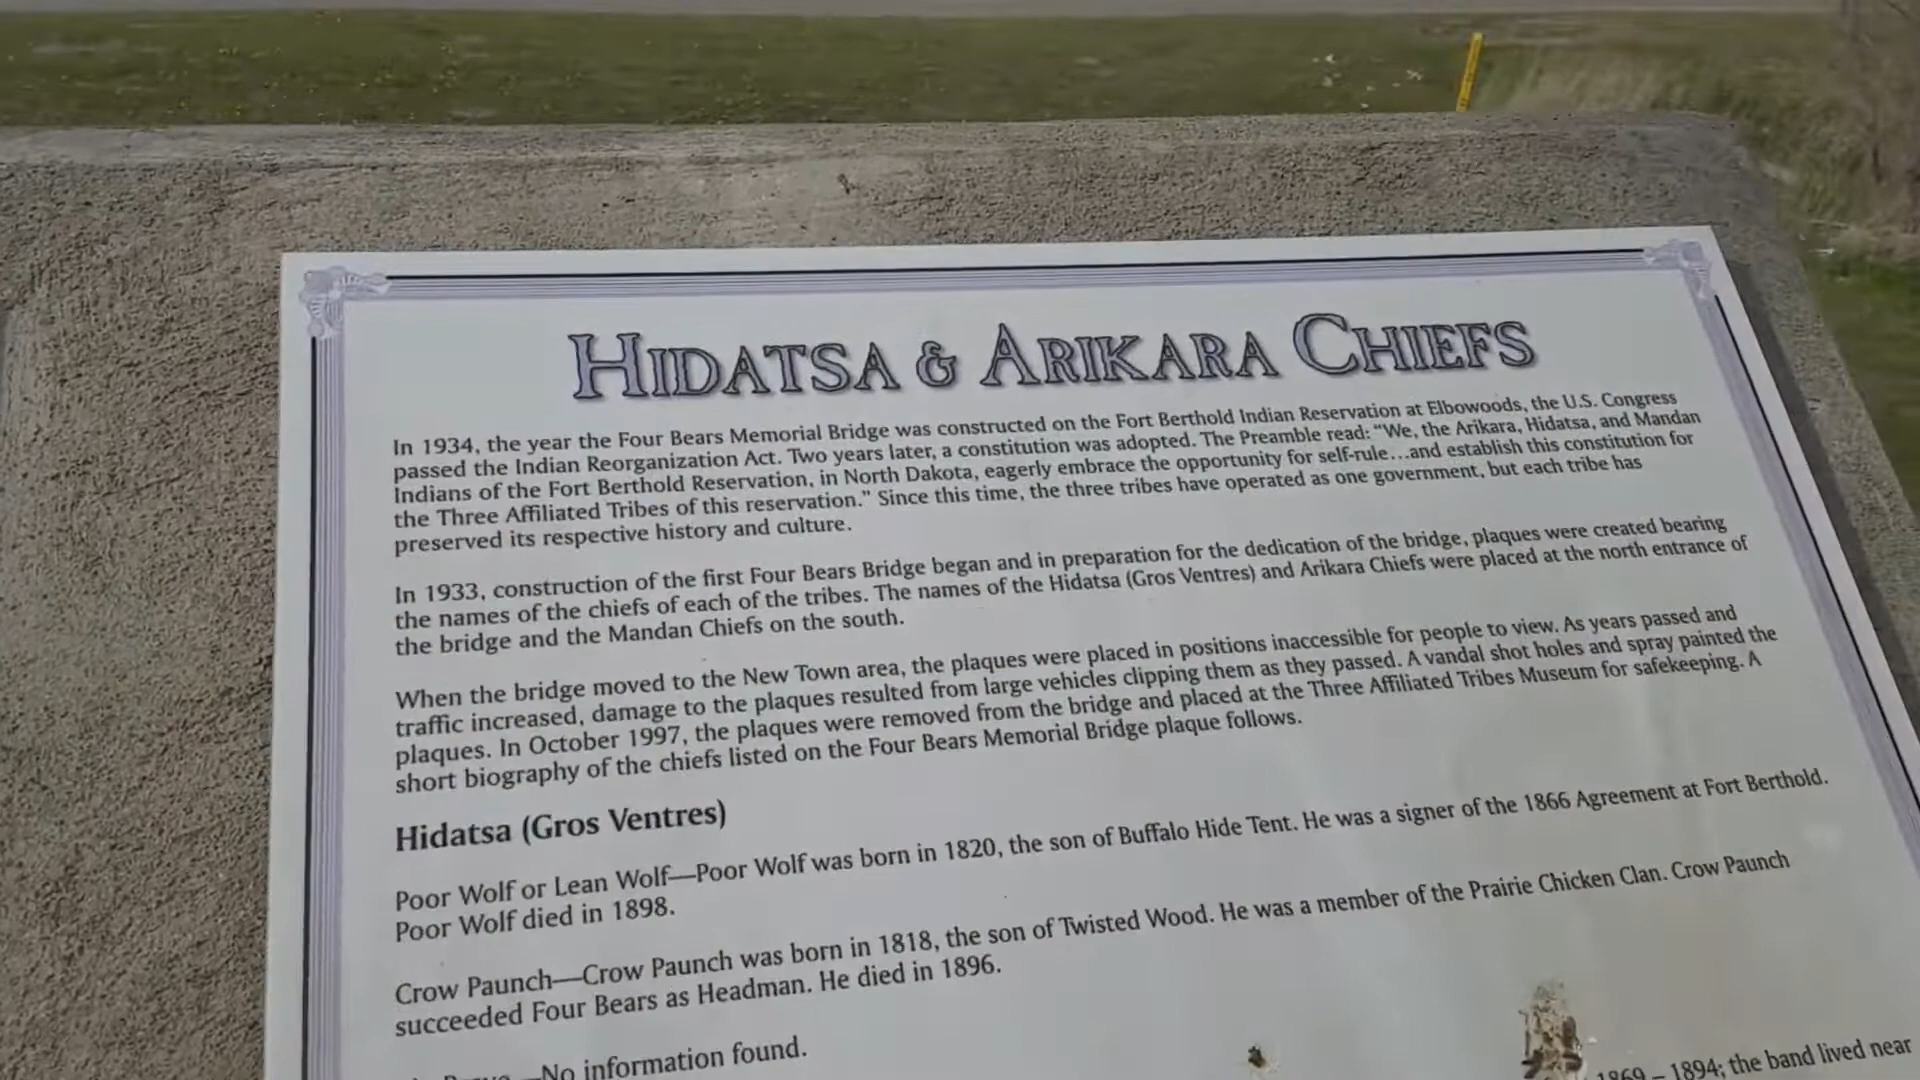 HIDATSA & ARIKARA CHIEFS
In 1934, the year the Four Bears Memorial Bridge was constructed on the Fort Berthold Indian Reservation at Elbowoods, the U.S. Congress
passed the Indian Reorganization Act. Two years later, a constitution was adopted. The Preamble read: “We, the Arikara, Hidatsa, and Mandan
Indians of the Fort Berthold Reservation, in North Dakota, eagerly embrace the opportunity for self-rule…and establish this constitution for
the Three Affiliated Tribes of this reservation.” Since this time, the three tribes have operated as one government, but each tribe has
preserved its respective history and culture.
In 1933, construction of the first Four Bears Bridge began and in preparation for the dedication of the bridge, plaques were created bearing
the names of the chiefs of each of the tribes. The names of the Hidatsa (Gros Ventres) and Arikara Chiefs were placed at the north entrance of
the bridge and the Mandan Chiefs on the south.
When the bridge moved to the New Town area, the plaques were placed in positions inaccessible for people to view. As years passed and
traffic increased, damage to the plaques resulted from large vehicles clipping them as they passed. A vandal shot holes and spray painted the
plaques. In October 1997, the plaques were removed from the bridge and placed at the Three Affiliated Tribes Museum for safekeeping. A
short biography of the chiefs listed on the Four Bears Memorial Bridge plaque follows.
Hidatsa (Gros Ventres)
Poor Wolf or Lean Wolf—Poor Wolf was born in 1820, the son of Buffalo Hide Tent. He was a signer of the 1866 Agreement at Fort Berthold.
Poor Wolf died in 1898.
Crow Paunch—Crow Paunch was born in 1818, the son of Twisted Wood. He was a member of the Prairie Chicken Clan. Crow Paunch
succeeded Four Bears as Headman. He died in 1896.
—No information found.
1869 – 1894; the band lived near